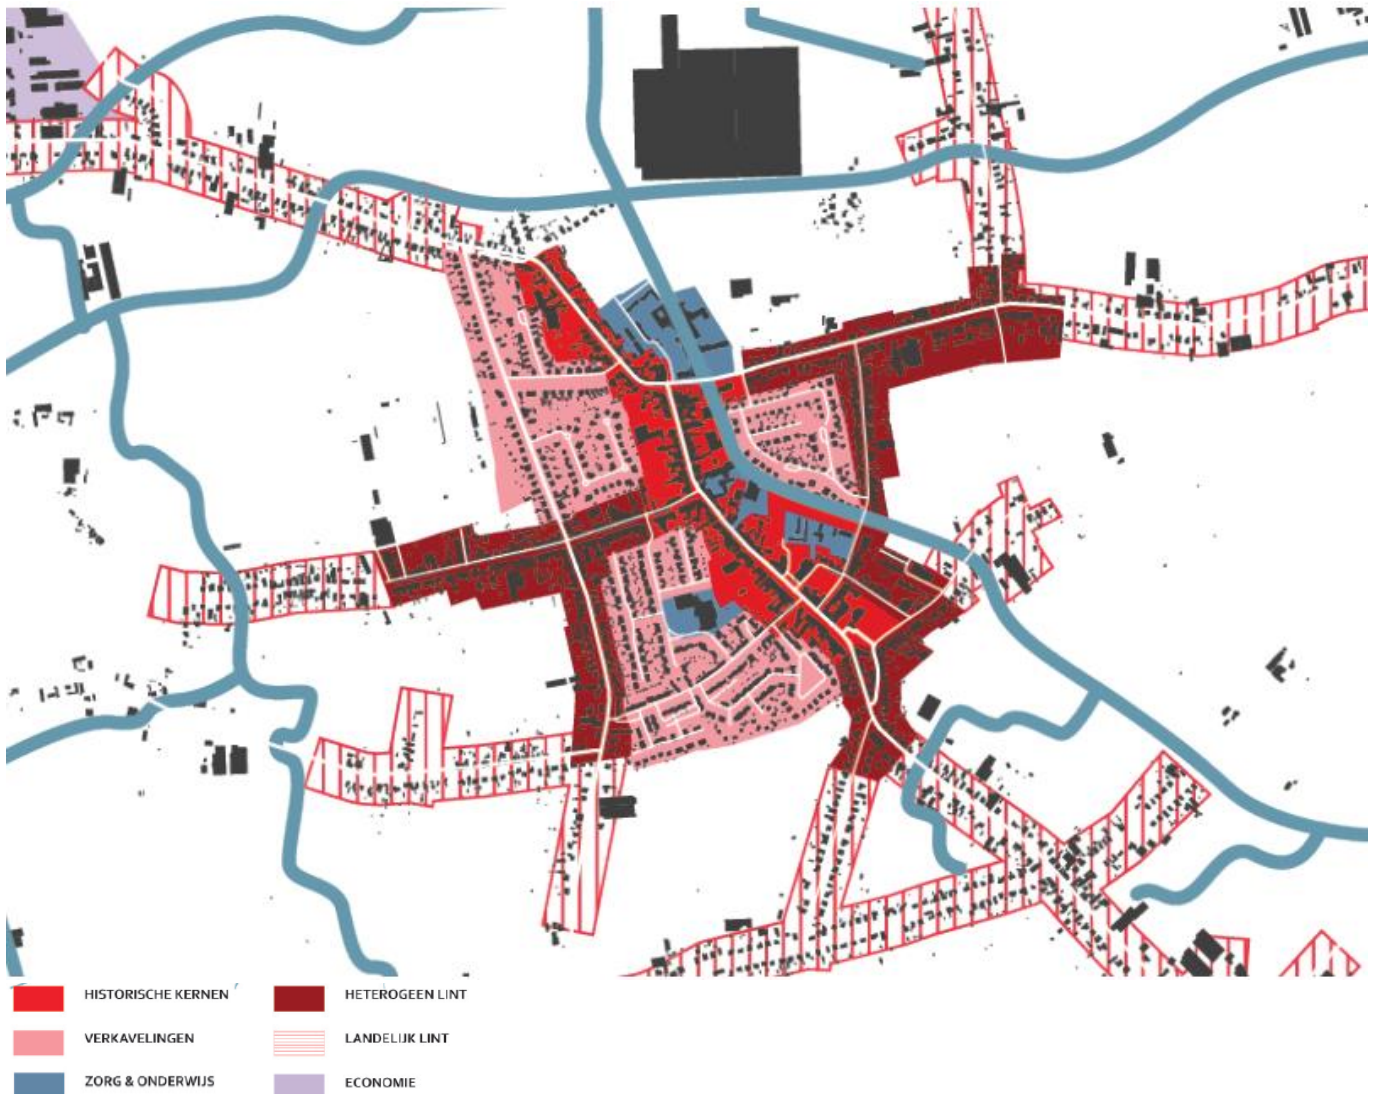 HISTORISCHE KERNEN
HETEROGEEN LINT
VERKAVELINGEN
LANDELIJK LINT
ZORG & ONDERWIJS
ECONOMIE